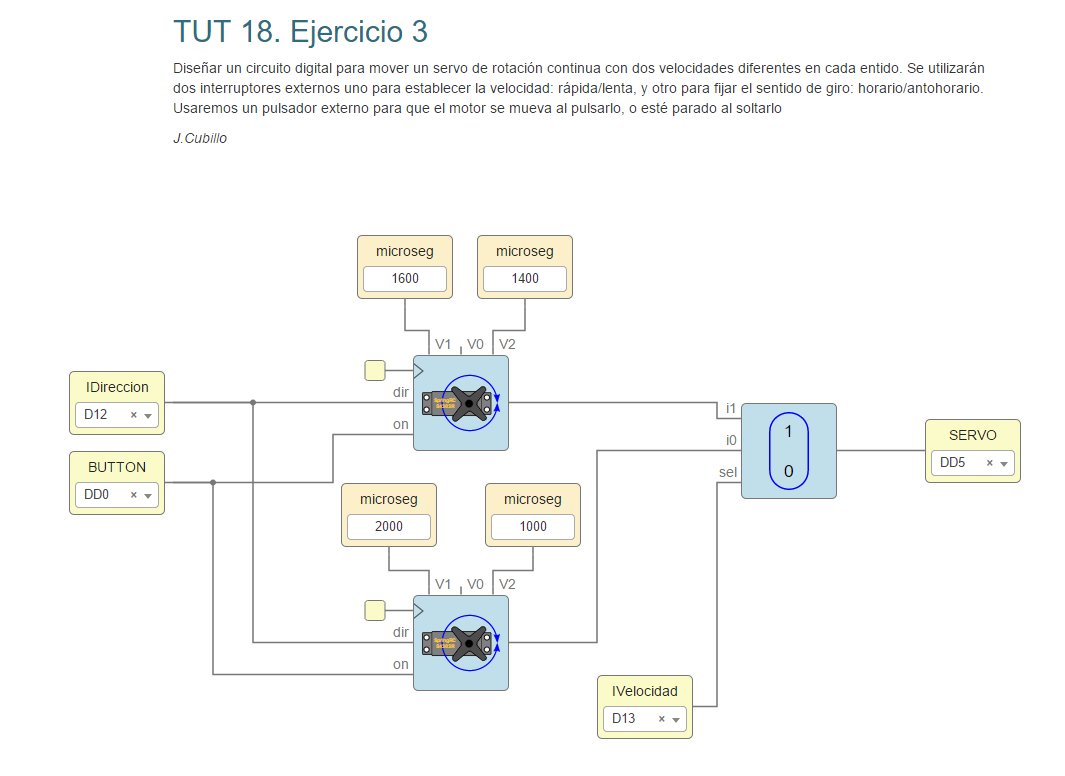 TUT 18. Ejercicio 3
Diseñar un circuito digital para mover un servo de rotación continua con dos velocidades diferentes en cada entido. Se utilizarán
dos interruptores externos uno para establecer la velocidad: rápida/lenta, y otro para fijar el sentido de giro: horario/antohorario.
Usaremos un pulsador externo para que el motor se mueva al pulsarlo, o esté parado al soltarlo
J.Cubillo
microseg
1600
microseg
1400
V1 V0 V2
IDireccion
D12 ×
dir
on
BUTTON
DD0 ×
i1
i0
sel
1
0
SERVO
DD5 ×
microseg
2000
microseg
1000
V1 V0 V2
dir
on
IVelocidad
D13 ×